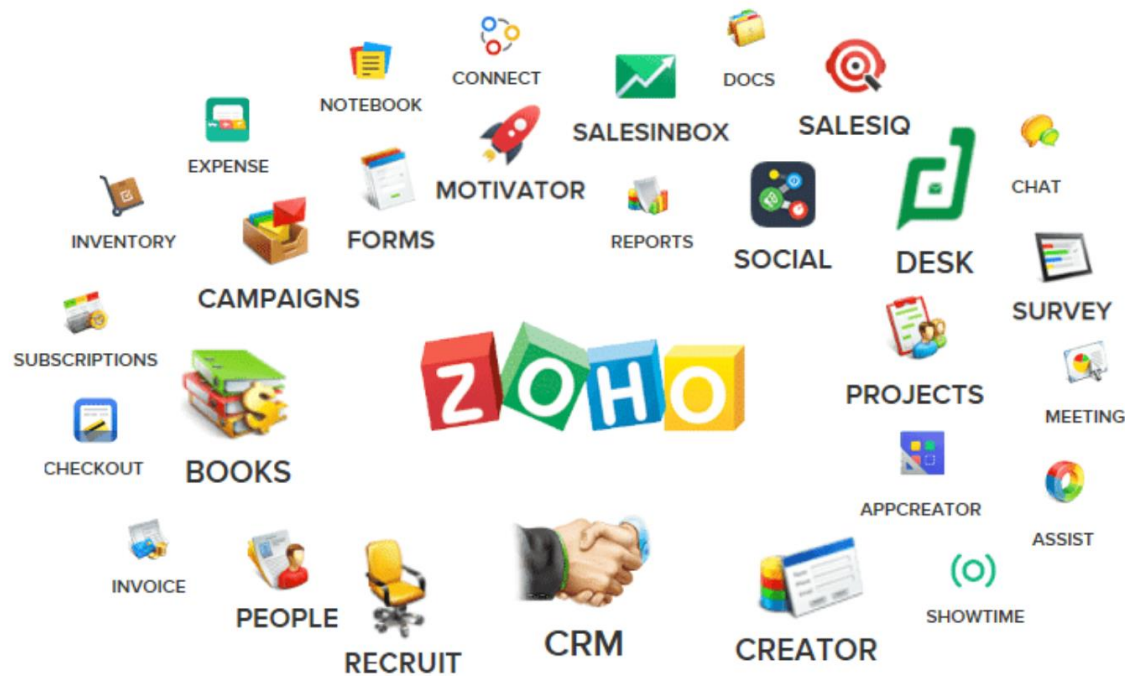 CONNECT
DOCS
NOTEBOOK
SALESINBOX
SALESIQ
EXPENSE
MOTIVATOR
CHAT
INVENTORY
FORMS
REPORTS
SOCIAL
DESK
CAMPAIGNS
SURVEY
SUBSCRIPTIONS
ZOHO
PROJECTS
MEETING
CHECKOUT
BOOKS
APPCREATOR
ASSIST
INVOICE
PEOPLE
SHOWTIME
RECRUIT
CRM
CREATOR